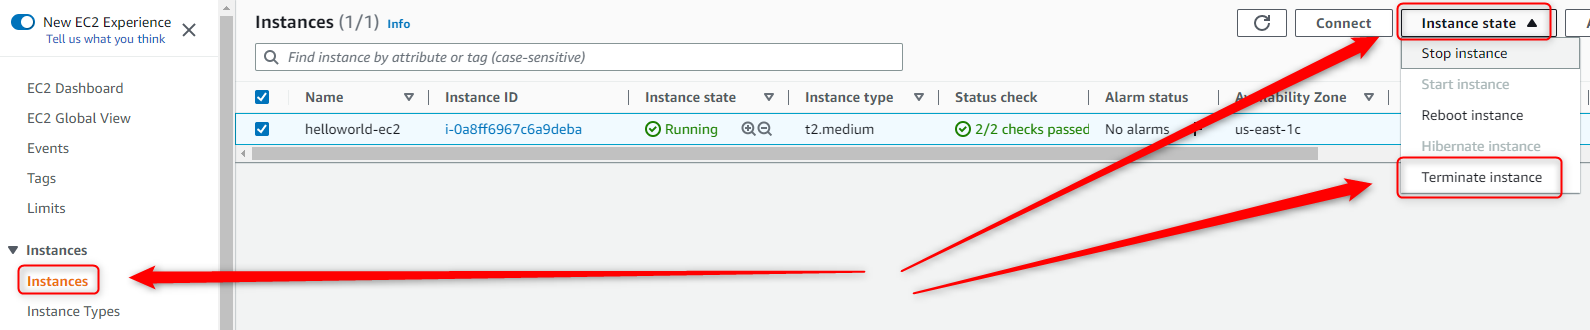 New EC2 Experience
Tell us what you think
EC2 Dashboard
EC2 Global View
Events
Tags
Limits
Instances
Instances
Instance Types
Instances (1/1) Info
Connect
Instance state
Find instance by attribute or tag (case-sensitive)
Stop instance
Start instance
Reboot instance
Hibernate instance
Terminate instance
Name Instance ID Instance state Instance type Status check Alarm status Availability Zone
helloworld-ec2 i-0a8ff6967c6a9deba Running t2.medium 2/2 checks passed No alarms + us-east-1c